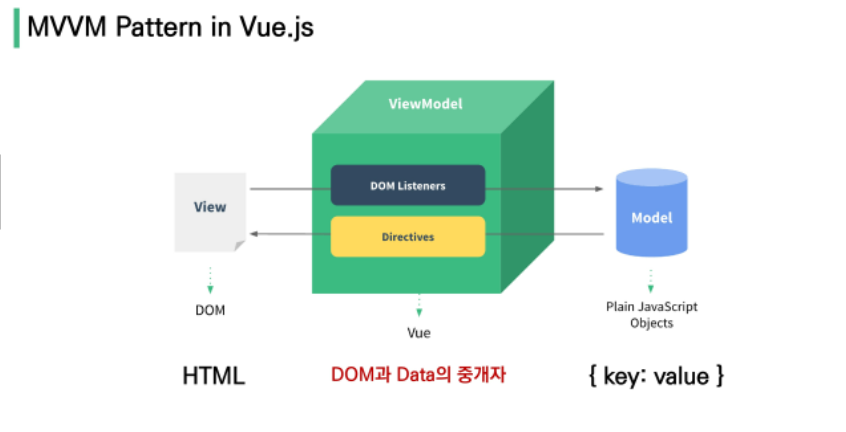 MVVM Pattern in Vue.js
ViewModel
DOM Listeners
View
Model
Directives
DOM
Plain JavaScript
Objects
Vue
HTML
DOM과 Data의 중개자
{ key: value }